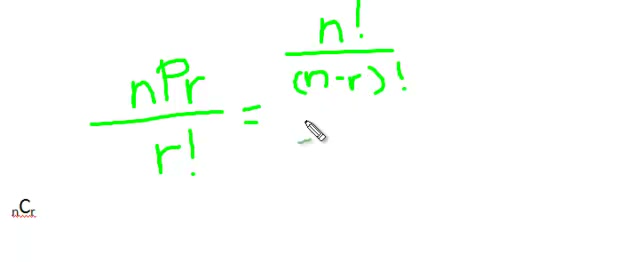 nPr / r! = n! / (n-r)!
nCr